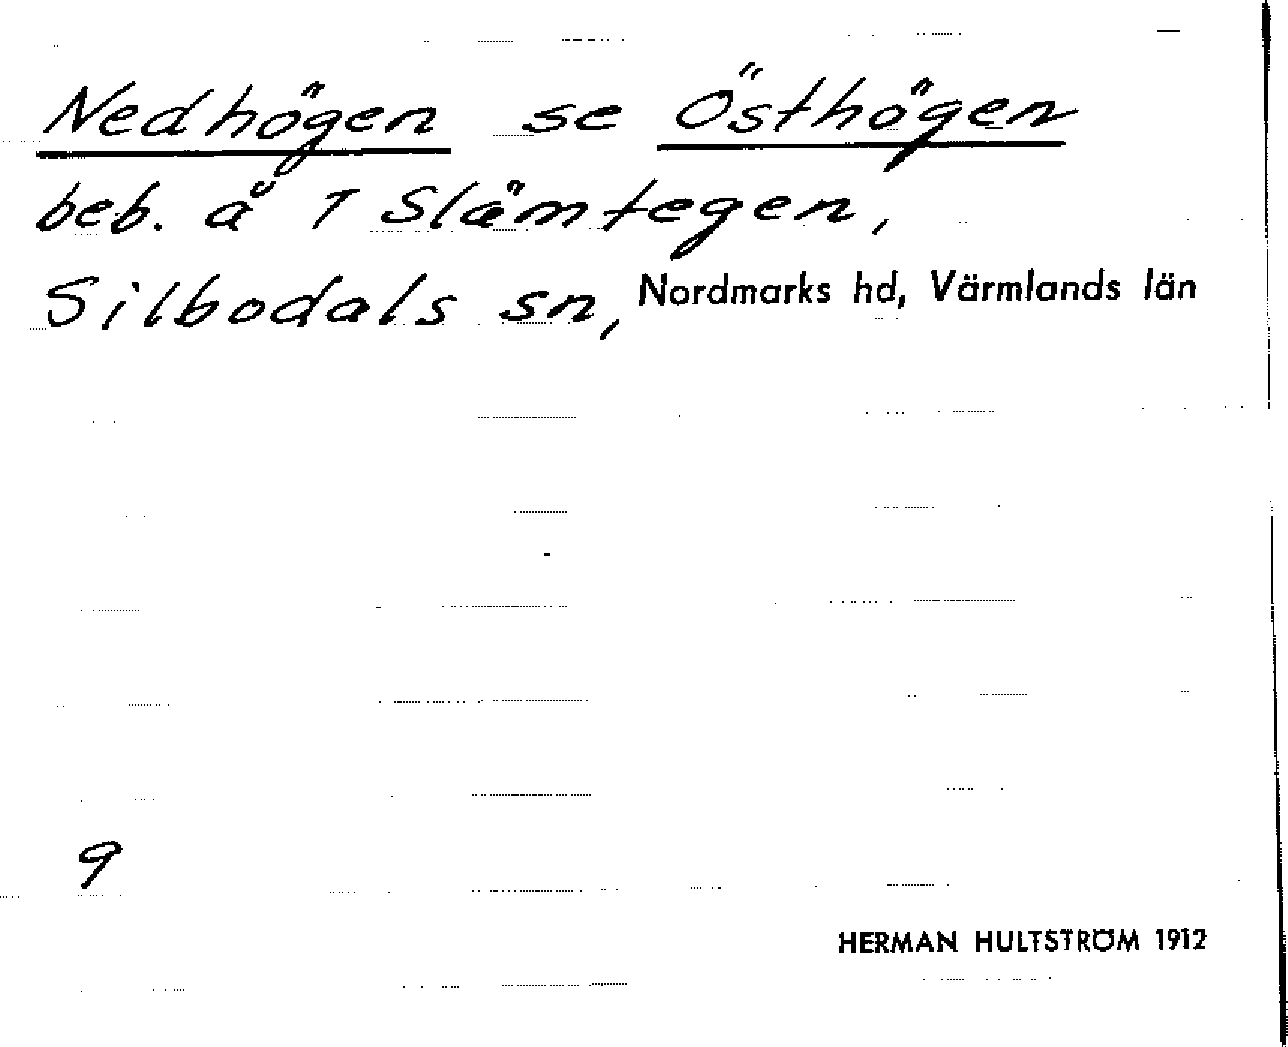 Nedhögen se Östhögen
beb. å 1 Slämtegen,
Silbodals sn, Nordmarks hd, Värmlands län
9
HERMAN HULTSTRÖM 1912